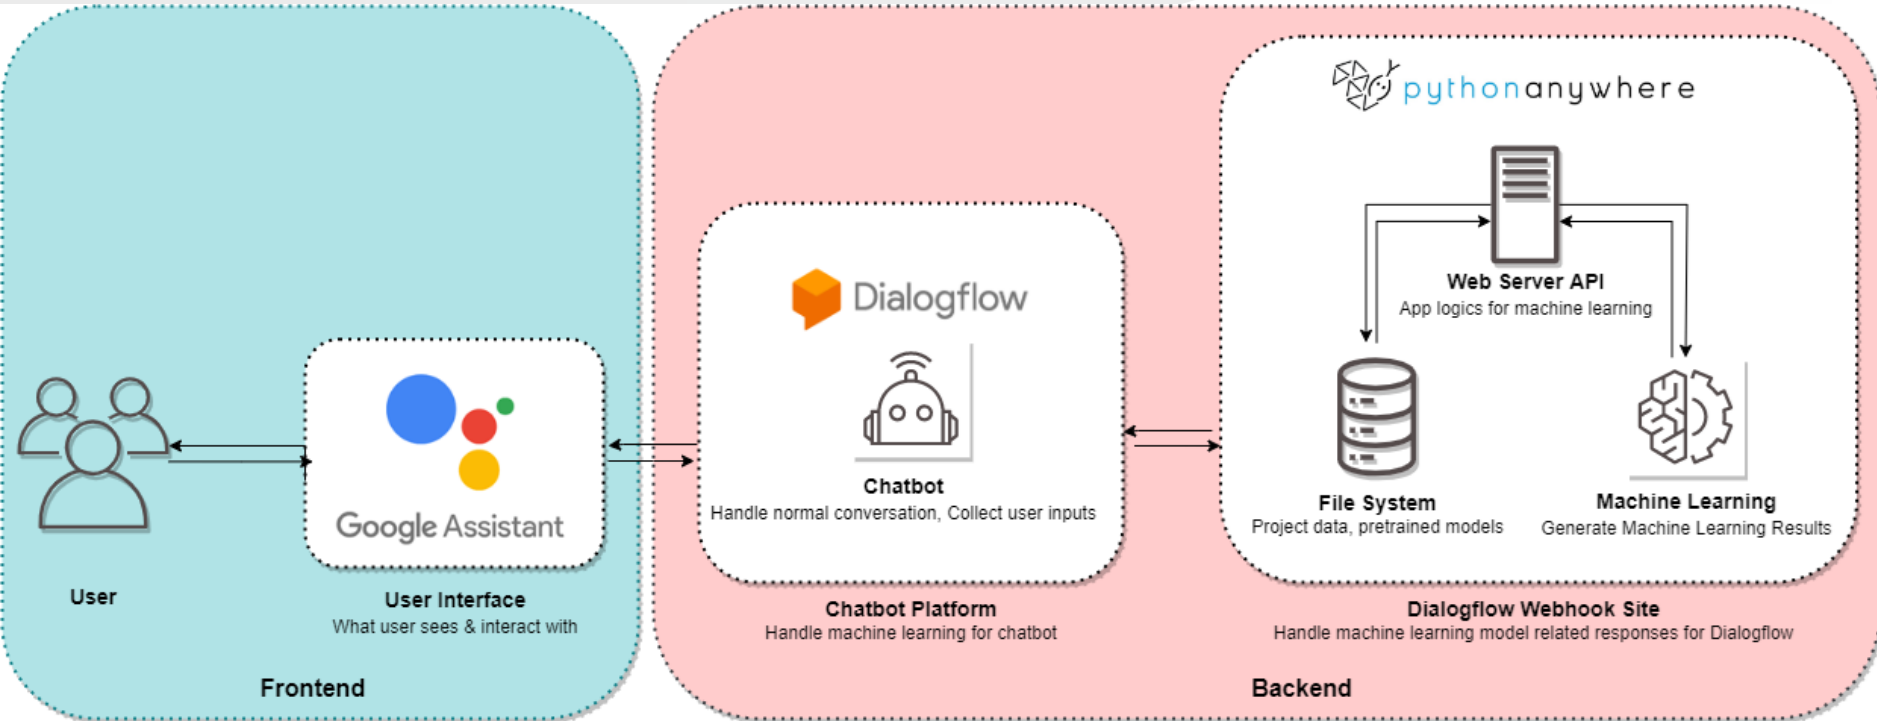 pythonanywhere
Web Server API
App logics for machine learning
Dialogflow
Google Assistant
Chatbot
Handle normal conversation, Collect user inputs
File System
Project data, pretrained models
Machine Learning
Generate Machine Learning Results
User
User Interface
What user sees & interact with
Chatbot Platform
Handle machine learning for chatbot
Dialogflow Webhook Site
Handle machine learning model related responses for Dialogflow
Frontend
Backend